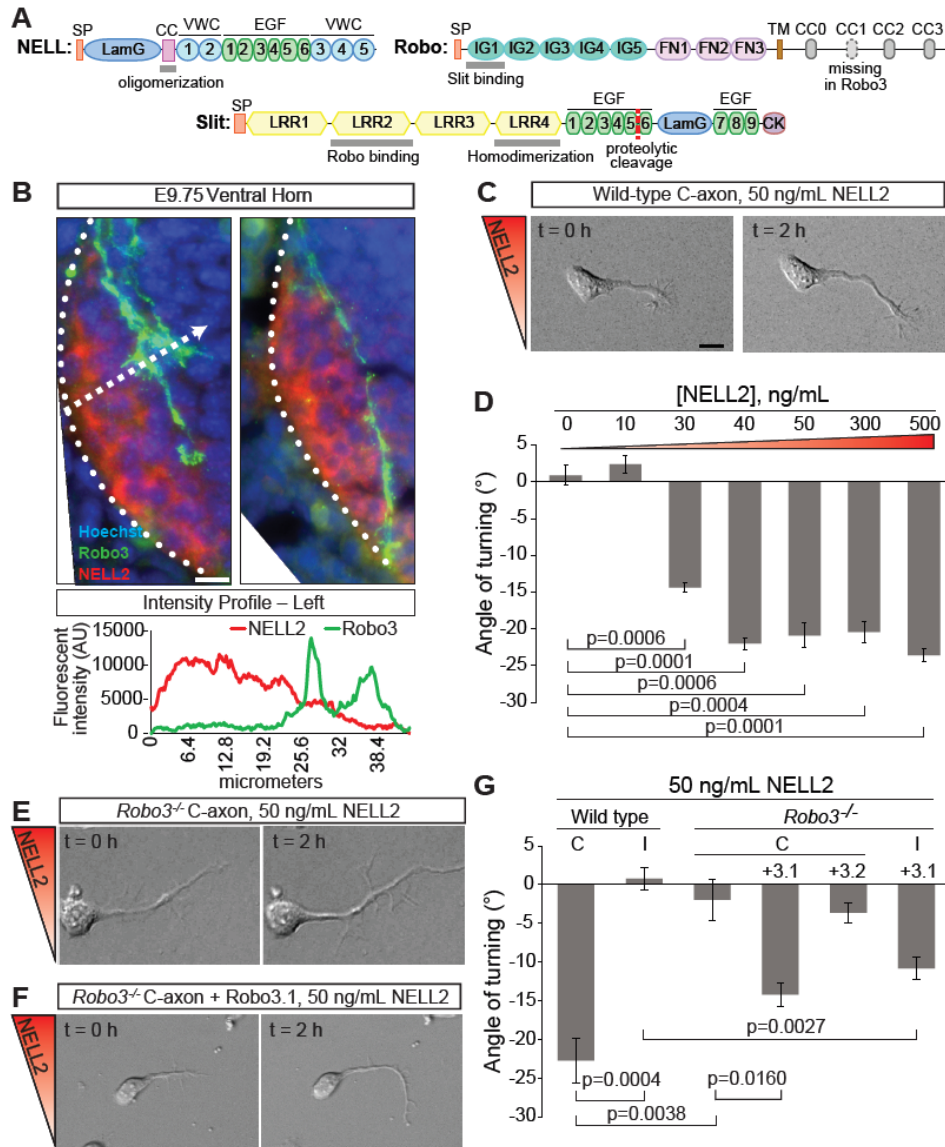 A
NELL:
SP
LamG
CC
VWC
1 2
EGF
1 2 3 4 5 6
VWC
3 4 5
oligomerization
Robo:
SP
IG1 IG2 IG3 IG4 IG5
FN1 FN2 FN3
TM
CC0 CC1 CC2 CC3
Slit binding
missing
in Robo3
Slit:
SP
LRR1 LRR2 LRR3 LRR4
EGF
1 2 3 4 5 6
LamG
EGF
7 8 9
CK
Robo binding
Homodimerization
proteolytic
cleavage
B
E9.75 Ventral Horn
Hoechst
Robo3
NELL2
Intensity Profile – Left
NELL2 Robo3
Fluorescent
intensity (AU)
15000
10000
5000
0
0 6.4 12.8 19.2 25.6 32 38.4
micrometers
C
Wild-type C-axon, 50 ng/mL NELL2
NELL2
t = 0 h
t = 2 h
D
[NELL2], ng/mL
0 10 30 40 50 300 500
Angle of turning (°)
5
0
-5
-10
-15
-20
-25
-30
p=0.0006
p=0.0001
p=0.0006
p=0.0004
p=0.0001
E
Robo3-/- C-axon, 50 ng/mL NELL2
NELL2
t = 0 h
t = 2 h
F
Robo3-/- C-axon + Robo3.1, 50 ng/mL NELL2
NELL2
t = 0 h
t = 2 h
G
50 ng/mL NELL2
Wild type
Robo3-/-
C I C I
+3.1 +3.2 +3.1
Angle of turning (°)
5
0
-5
-10
-15
-20
-25
-30
p=0.0027
p=0.0004
p=0.0160
p=0.0038